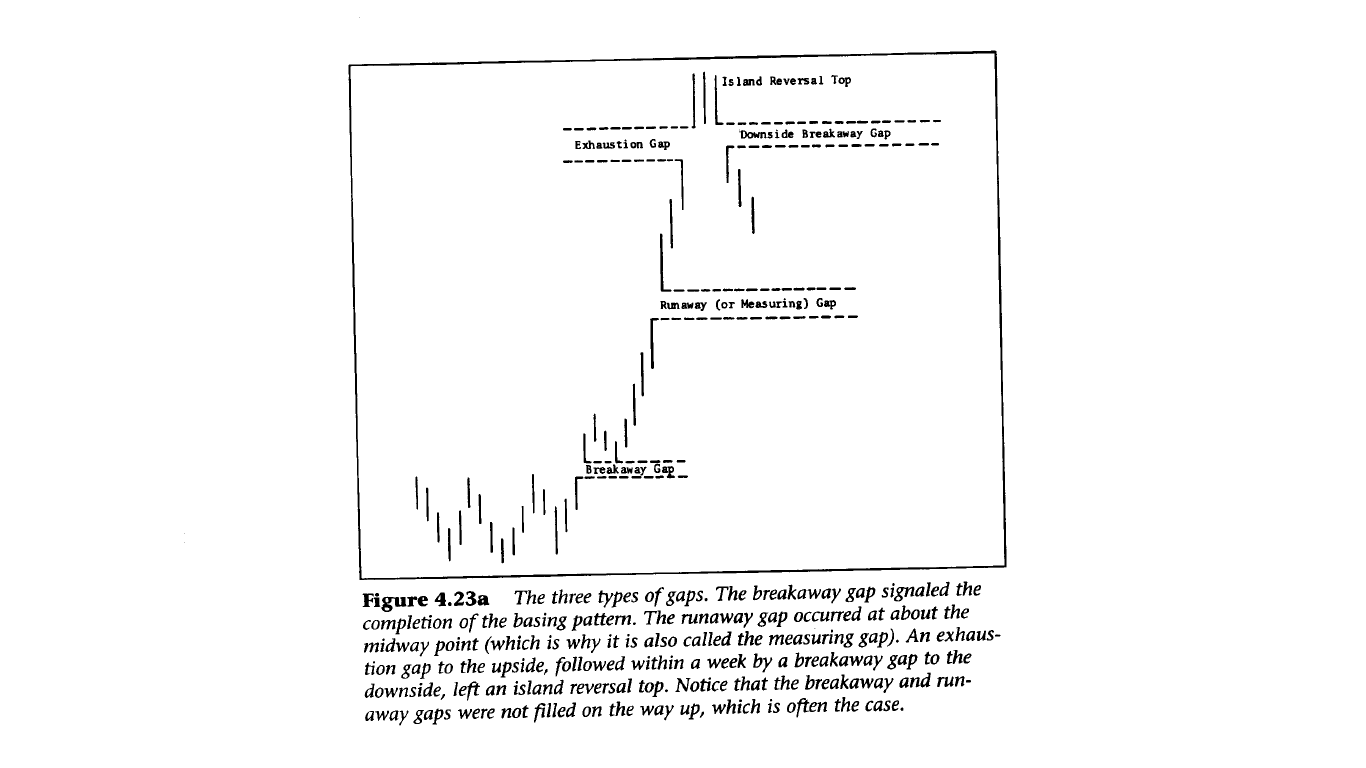 Island Reversal Top
Downside Breakaway Gap
Exhaustion Gap
Runaway (or Measuring) Gap
Breakaway Gap
Figure 4.23a The three types of gaps. The breakaway gap signaled the
completion of the basing pattern. The runaway gap occurred at about the
midway point (which is why it is also called the measuring gap). An exhaus-
tion gap to the upside, followed within a week by a breakaway gap to the
downside, left an island reversal top. Notice that the breakaway and run-
away gaps were not filled on the way up, which is often the case.